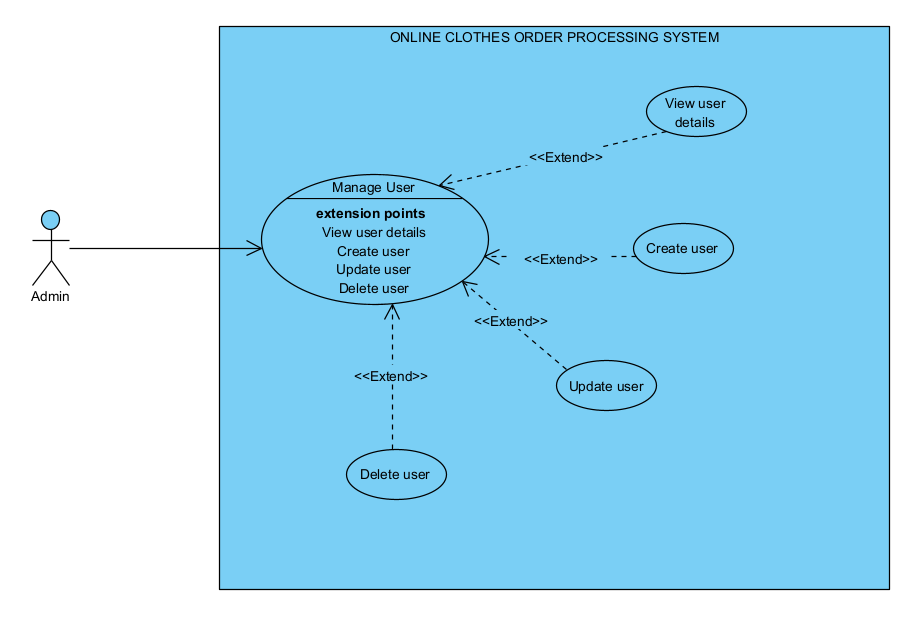 ONLINE CLOTHES ORDER PROCESSING SYSTEM
View user
details
<<Extend>>
Manage User
extension points
View user details
Create user
Update user
Delete user
Create user
<<Extend>>
Admin
<<Extend>>
<<Extend>>
Update user
Delete user